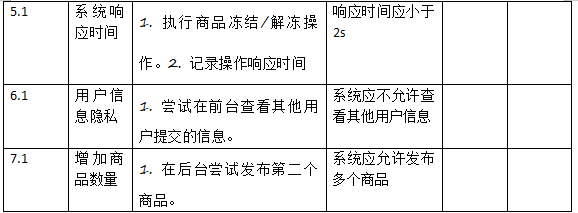 5.1
系统响
应时间
1. 执行商品冻结/解冻操
作。2. 记录操作响应时间
响应时间应小于
2s
6.1
用户信
息隐私
1. 尝试在前台查看其他用
户提交的信息。
系统应不允许查
看其他用户信息
7.1
增加商
品数量
1. 在后台尝试发布第二个
商品。
系统应允许发布
多个商品